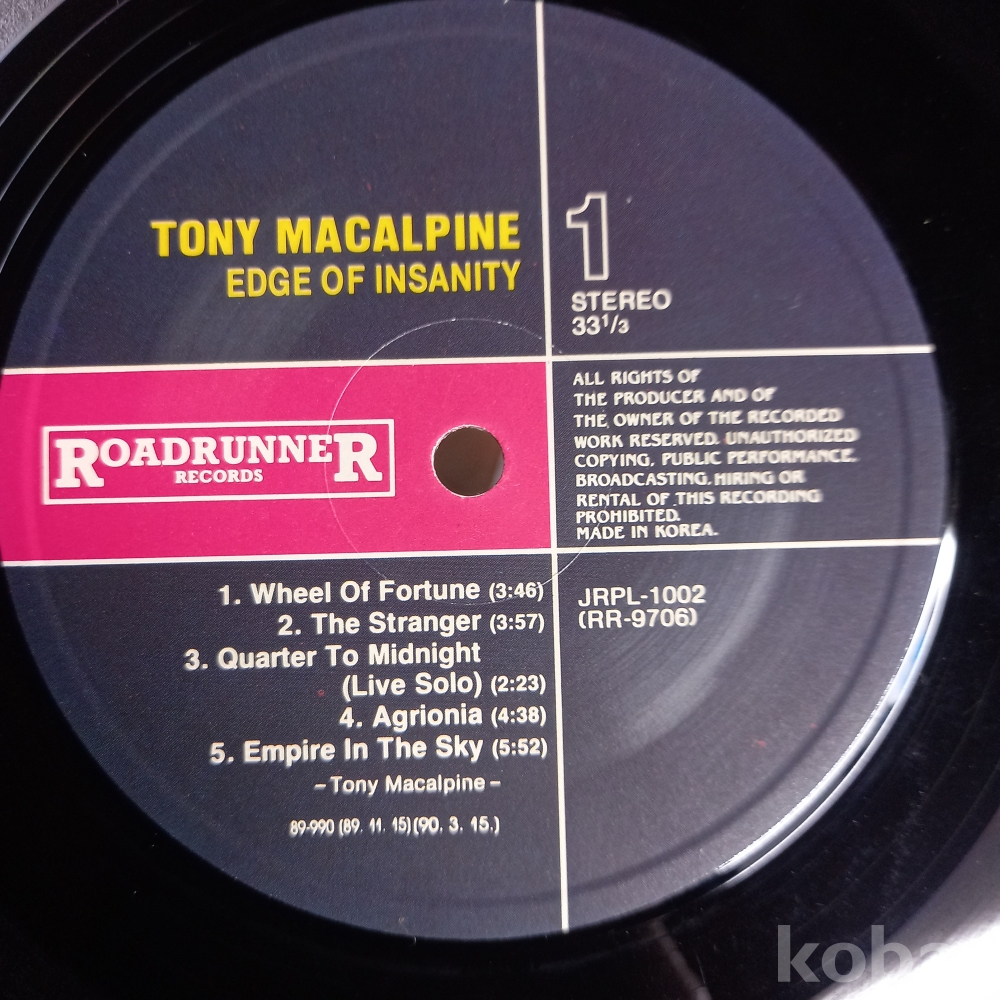 TONY MACALPINE
EDGE OF INSANITY
1
STEREO
33 1/3
ROADRUNNER
RECORDS
ALL RIGHTS OF
THE PRODUCER AND OF
THE OWNER OF THE RECORDED
WORK RESERVED. UNAUTHORIZED
COPYING, PUBLIC PERFORMANCE.
BROADCASTING, HIRING OR
RENTAL OF THIS RECORDING
PROHIBITED.
MADE IN KOREA.
1. Wheel Of Fortune (3:46)
2. The Stranger (3:57)
3. Quarter To Midnight
(Live Solo) (2:23)
4. Agrionia (4:38)
5. Empire In The Sky (5:52)
–Tony Macalpine–
89-990 (89. 11. 15)(90. 3. 15.)
JRPL-1002
(RR-9706)